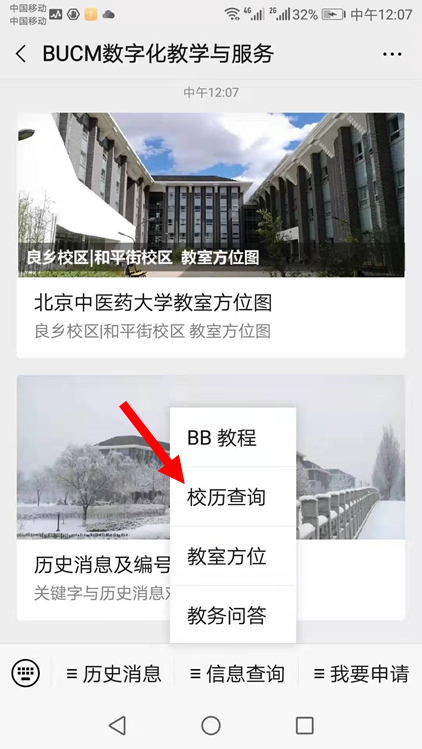 中国移动
中国移动
4G 2G 32% 中午12:07
BUCM数字化教学与服务
中午12:07
良乡校区|和平街校区 教室方位图
北京中医药大学教室方位图
良乡校区|和平街校区 教室方位图
BB 教程
校历查询
教室方位
教务问答
历史消息及编号
关键字与历史消息
历史消息
信息查询
我要申请